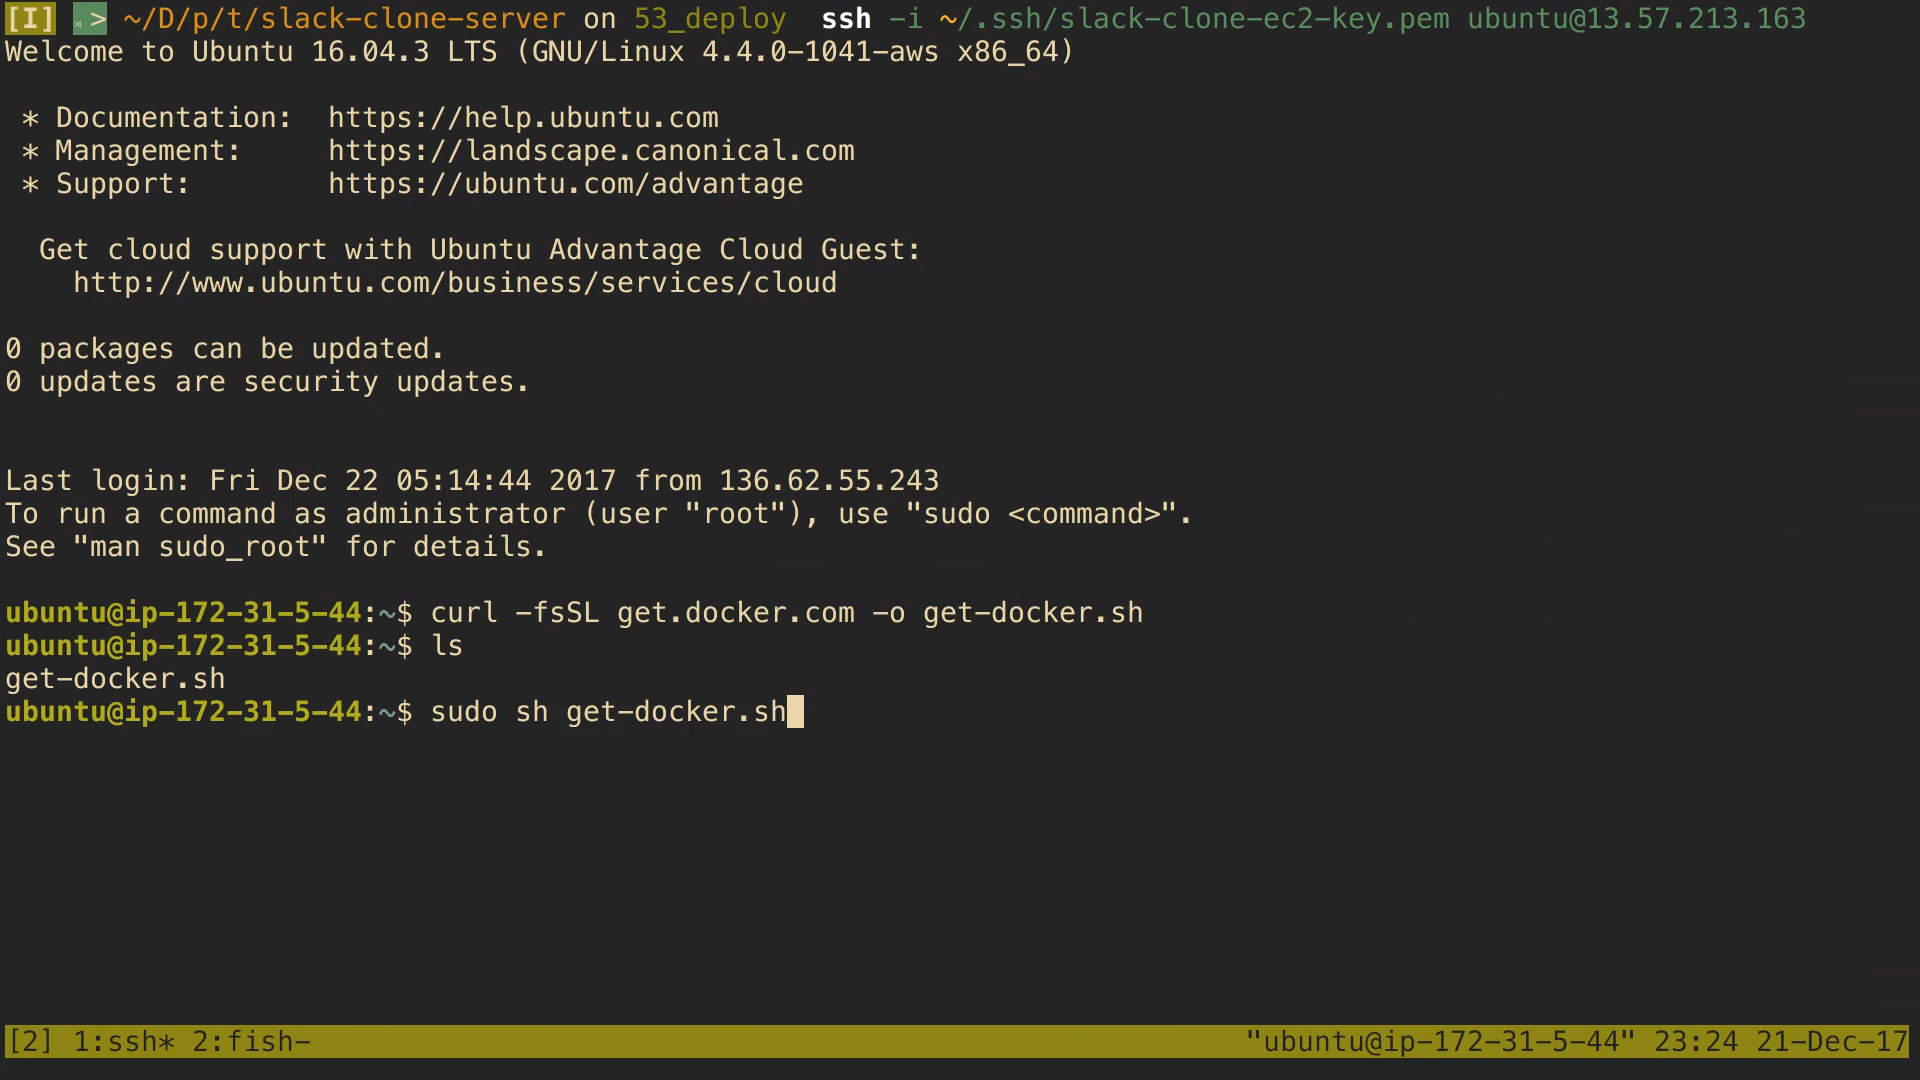 [I] > ~/D/p/t/slack-clone-server on 53_deploy ssh -i ~/.ssh/slack-clone-ec2-key.pem ubuntu@13.57.213.163
Welcome to Ubuntu 16.04.3 LTS (GNU/Linux 4.4.0-1041-aws x86_64)
* Documentation: https://help.ubuntu.com
* Management: https://landscape.canonical.com
* Support: https://ubuntu.com/advantage
Get cloud support with Ubuntu Advantage Cloud Guest:
http://www.ubuntu.com/business/services/cloud
0 packages can be updated.
0 updates are security updates.
Last login: Fri Dec 22 05:14:44 2017 from 136.62.55.243
To run a command as administrator (user "root"), use "sudo <command>".
See "man sudo_root" for details.
ubuntu@ip-172-31-5-44:~$ curl -fsSL get.docker.com -o get-docker.sh
ubuntu@ip-172-31-5-44:~$ ls
get-docker.sh
ubuntu@ip-172-31-5-44:~$ sudo sh get-docker.sh
[2] 1:ssh* 2:fish- "ubuntu@ip-172-31-5-44" 23:24 21-Dec-17